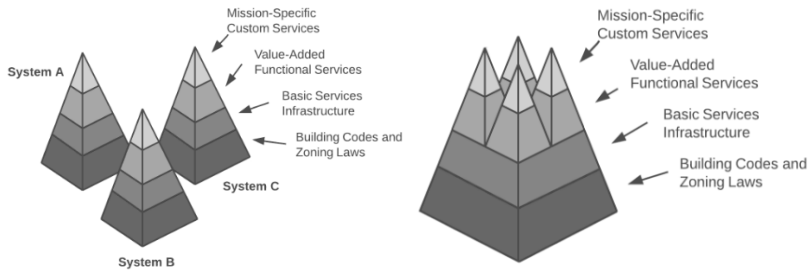 Mission-Specific
Custom Services
System A
Value-Added
Functional Services
Basic Services
Infrastructure
Building Codes and
Zoning Laws
System C
System B
Mission-Specific
Custom Services
Value-Added
Functional Services
Basic Services
Infrastructure
Building Codes and
Zoning Laws